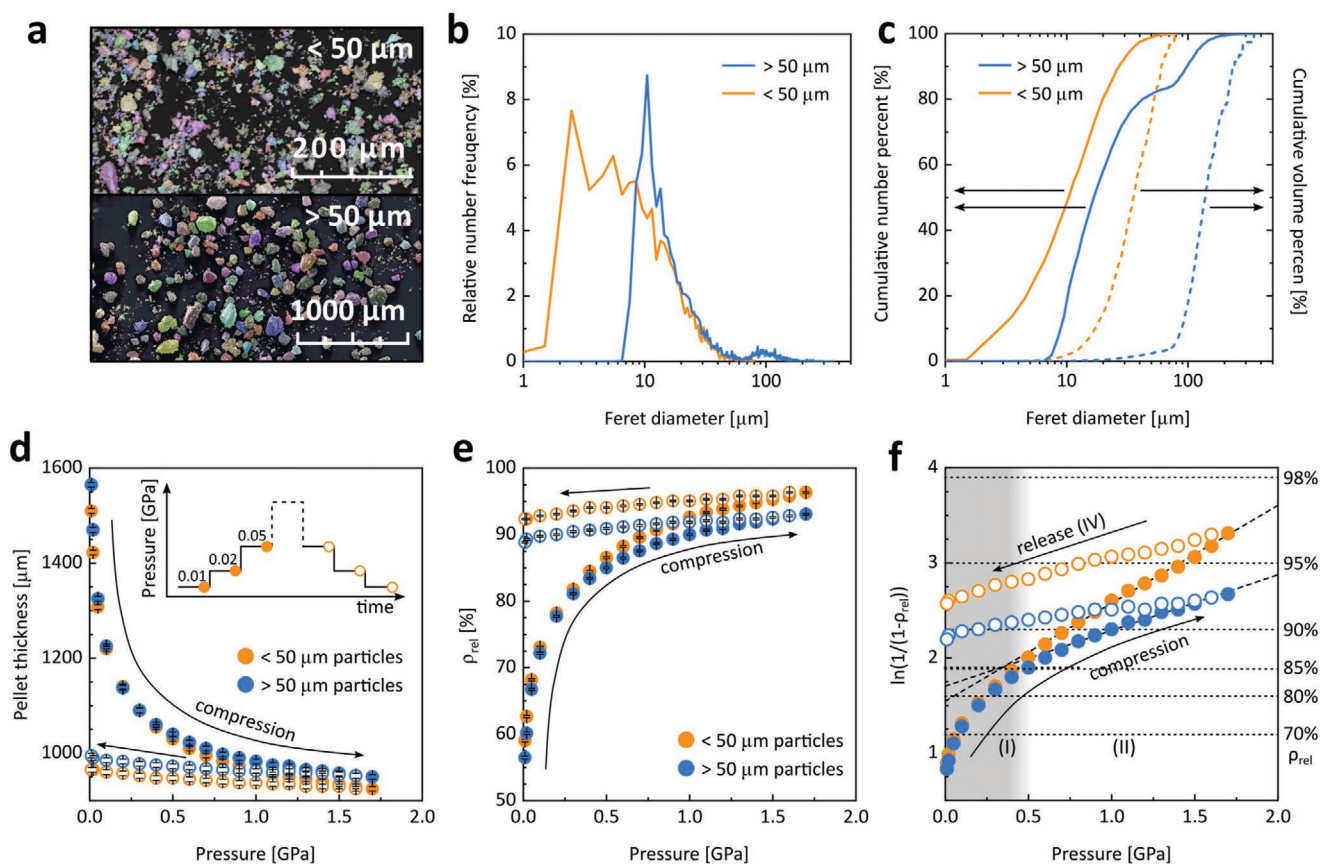 a
< 50 μm
200 μm
> 50 μm
1000 μm
b
Relative number freuqency [%]
10
8
6
4
2
0
> 50 μm
< 50 μm
1
10
100
Feret diameter [μm]
c
Cumulative number percent [%]
100
80
60
40
20
0
> 50 μm
< 50 μm
Cumulative volume percen [%]
1
10
100
Feret diameter [μm]
d
Pellet thickness [μm]
1600
1400
1200
1000
Pressure [GPa]
0.01
0.02
0.05
time
< 50 μm particles
> 50 μm particles
compression
0.0
0.5
1.0
1.5
2.0
Pressure [GPa]
e
ρrel [%]
100
95
90
85
80
75
70
65
60
55
50
compression
< 50 μm particles
> 50 μm particles
0.0
0.5
1.0
1.5
2.0
Pressure [GPa]
f
ln(1/(1-ρrel))
4
3
2
1
release (IV)
compression
(I)
(II)
98%
95%
90%
85%
80%
70%
ρrel
0.0
0.5
1.0
1.5
2.0
Pressure [GPa]